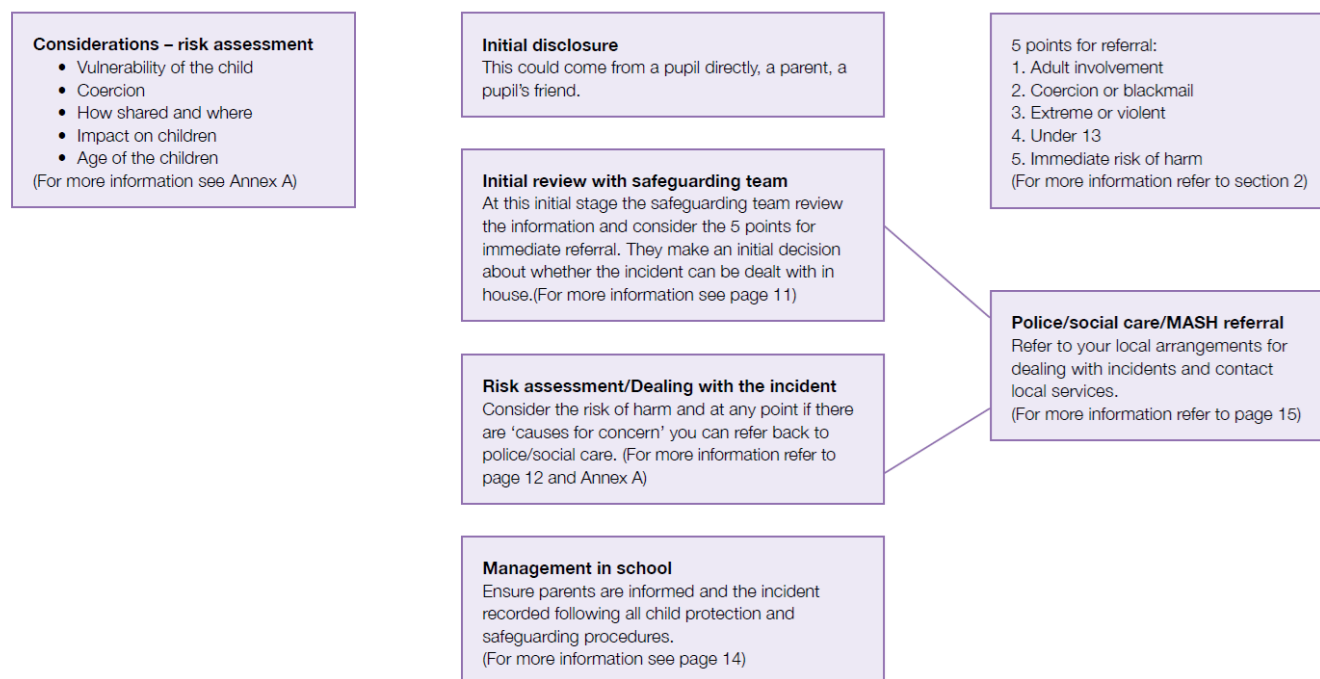 Considerations – risk assessment
• Vulnerability of the child
• Coercion
• How shared and where
• Impact on children
• Age of the children
(For more information see Annex A)
Initial disclosure
This could come from a pupil directly, a parent, a
pupil's friend.
Initial review with safeguarding team
At this initial stage the safeguarding team review
the information and consider the 5 points for
immediate referral. They make an initial decision
about whether the incident can be dealt with in
house.(For more information see page 11)
Risk assessment/Dealing with the incident
Consider the risk of harm and at any point if there
are 'causes for concern' you can refer back to
police/social care. (For more information refer to
page 12 and Annex A)
Management in school
Ensure parents are informed and the incident
recorded following all child protection and
safeguarding procedures.
(For more information see page 14)
5 points for referral:
1. Adult involvement
2. Coercion or blackmail
3. Extreme or violent
4. Under 13
5. Immediate risk of harm
(For more information refer to section 2)
Police/social care/MASH referral
Refer to your local arrangements for
dealing with incidents and contact
local services.
(For more information refer to page 15)